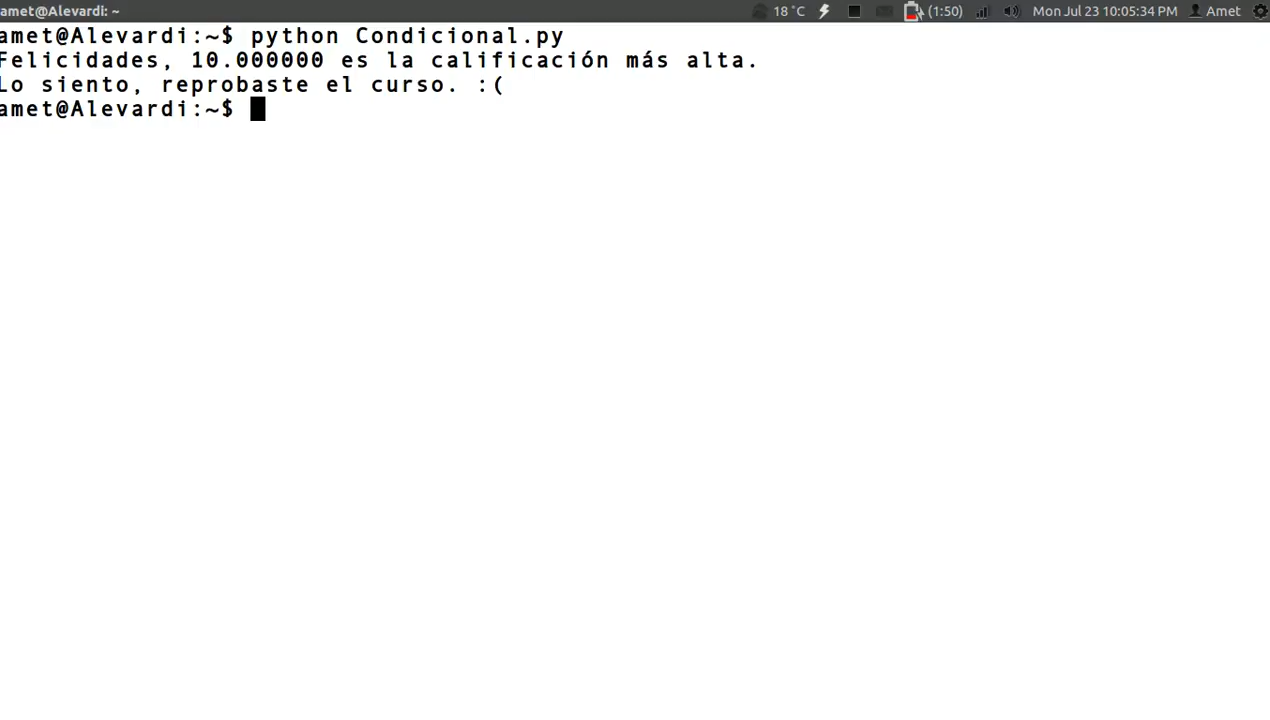 amet@Alevardi: ~ 18°C (1:50) Mon Jul 23 10:05:34 PM Amet
amet@Alevardi:~$ python Condicional.py
Felicidades, 10.000000 es la calificación más alta.
Lo siento, reprobaste el curso. :(
amet@Alevardi:~$